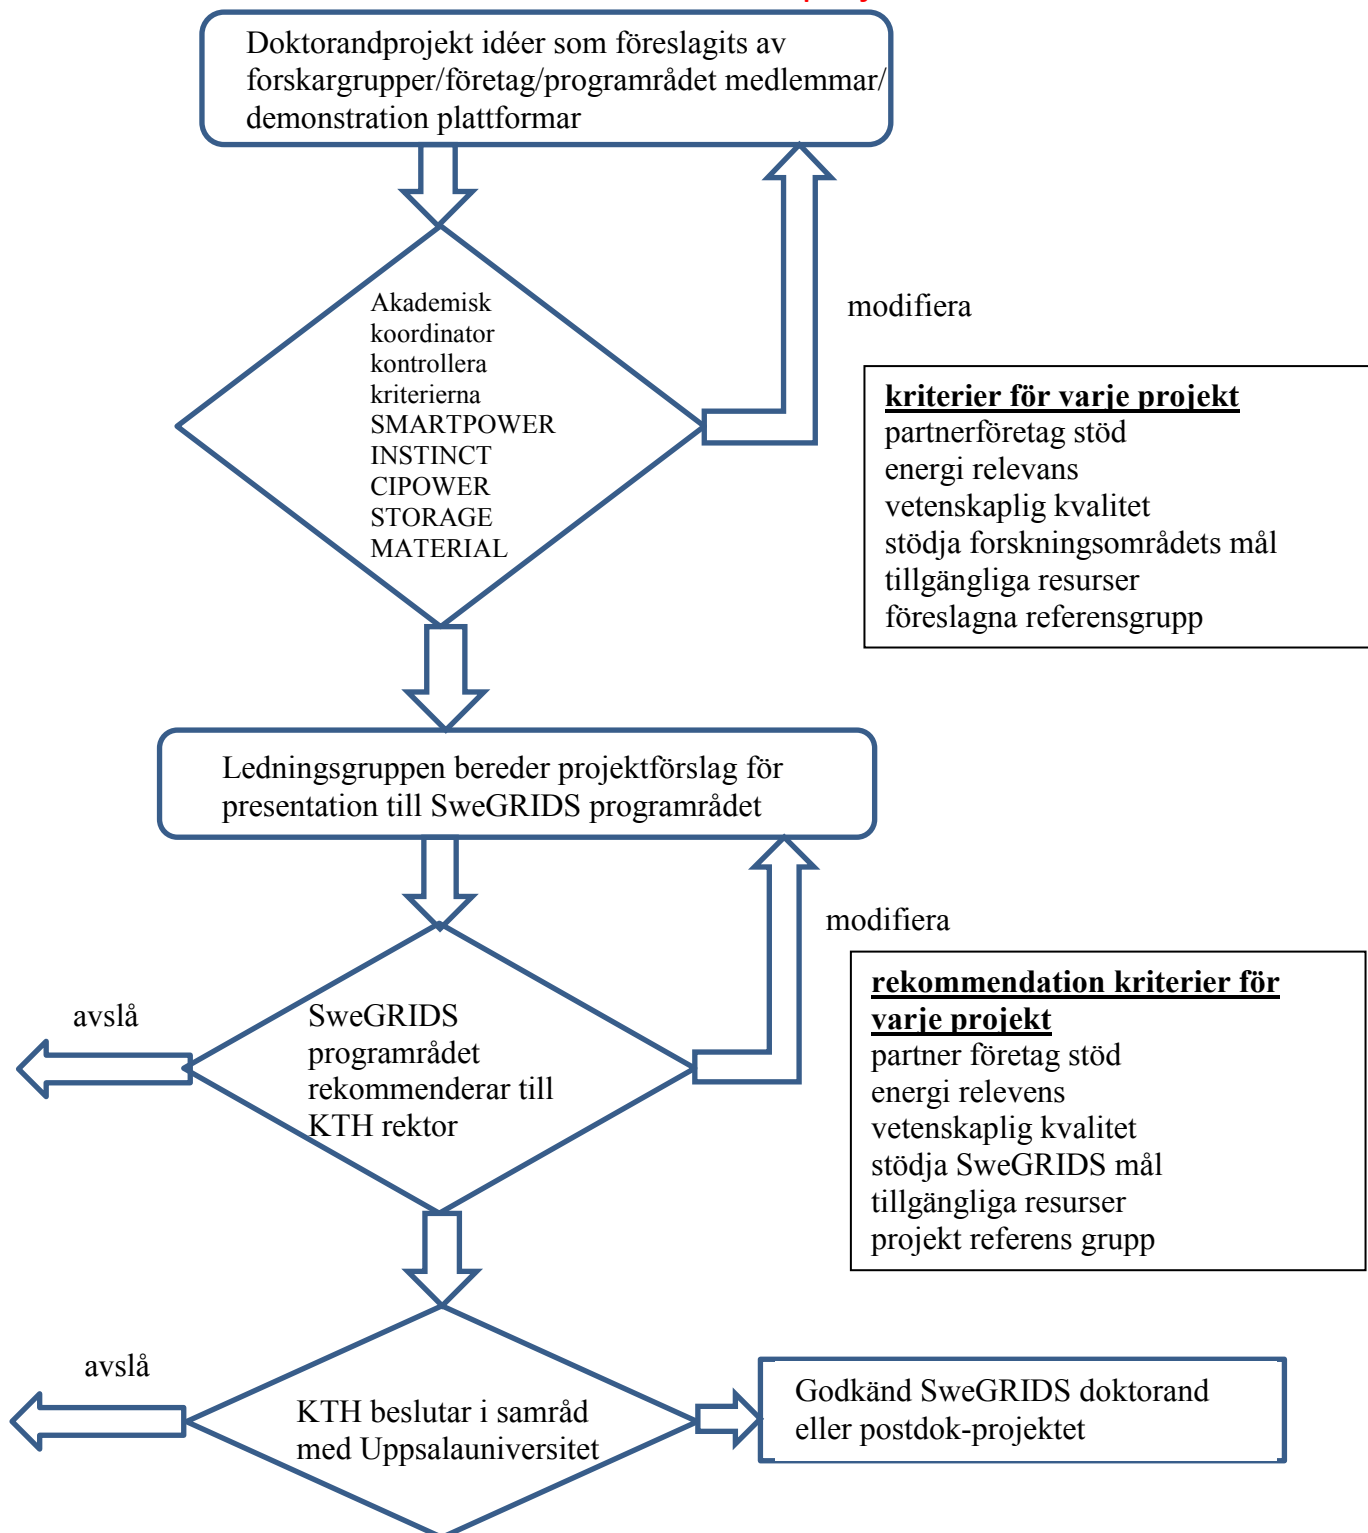 Doktorandprojekt idéer som föreslagits av
forskargrupper/företag/programrådet medlemmar/
demonstration plattformar
Akademisk
koordinator
kontrollera
kriterierna
SMARTPOWER
INSTINCT
CIPOWER
STORAGE
MATERIAL
modifiera
kriterier för varje projekt
partnerföretag stöd
energi relevans
vetenskaplig kvalitet
stödja forskningsområdets mål
tillgängliga resurser
föreslagna referensgrupp
Ledningsgruppen bereder projektförslag för
presentation till SweGRIDS programrådet
modifiera
avslå
SweGRIDS
programrådet
rekommenderar till
KTH rektor
rekommendation kriterier för
varje projekt
partner företag stöd
energi relevens
vetenskaplig kvalitet
stödja SweGRIDS mål
tillgängliga resurser
projekt referens grupp
avslå
KTH beslutar i samråd
med Uppsalauniversitet
Godkänd SweGRIDS doktorand
eller postdok-projektet